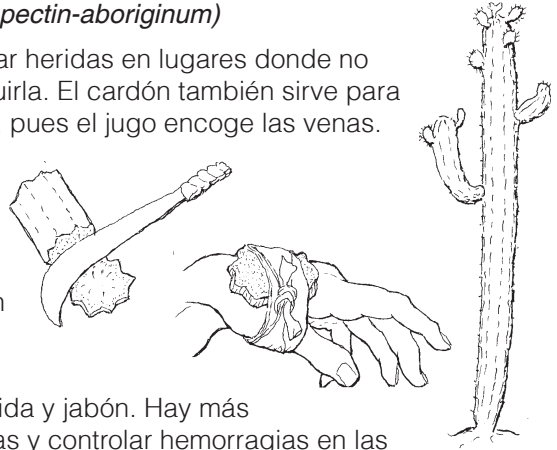 pectin-aboriginum)
ar heridas en lugares donde no
uirla. El cardón también sirve para
pues el jugo encoge las venas.
n
ida y jabón. Hay más
as y controlar hemorragias en las